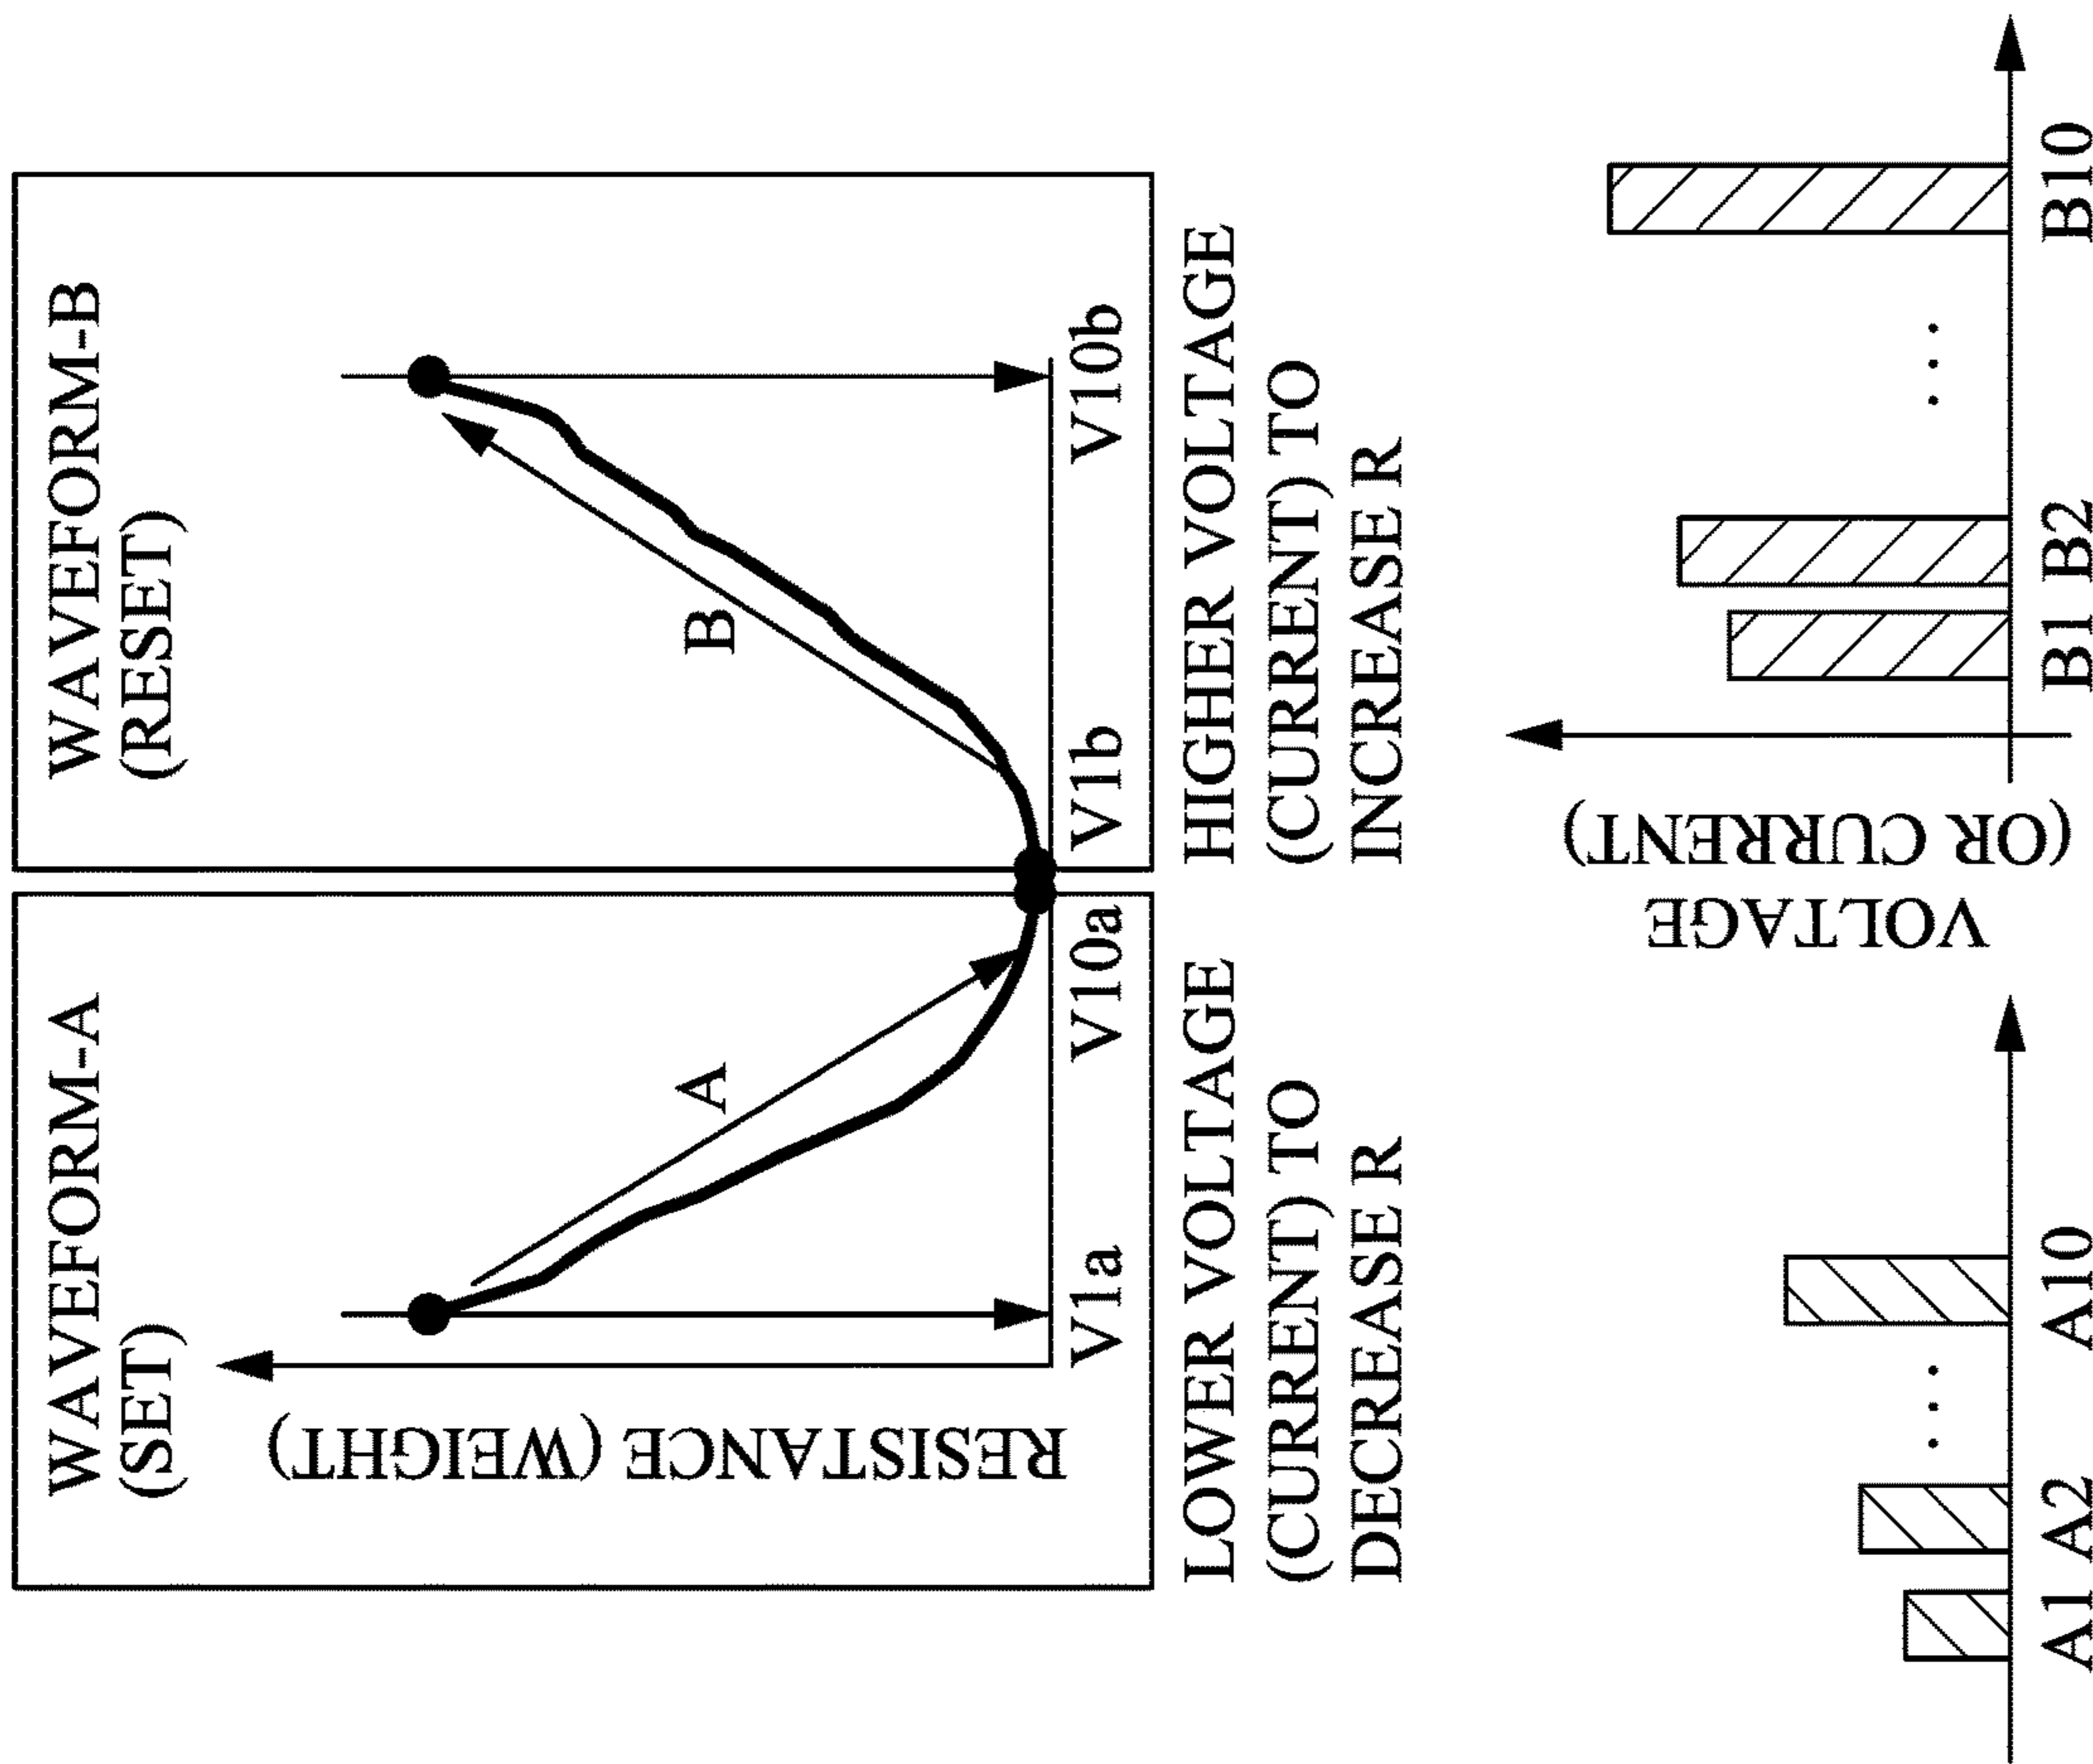 WAVEFORM-A
(SET)
RESISTANCE (WEIGHT)
A
V1a
V10a
LOWER VOLTAGE
(CURRENT) TO
DECREASE R
WAVEFORM-B
(RESET)
B
V1b
V10b
HIGHER VOLTAGE
(CURRENT) TO
INCREASE R
A1 A2
...
A10
VOLTAGE
(OR CURRENT)
B1 B2
...
B10